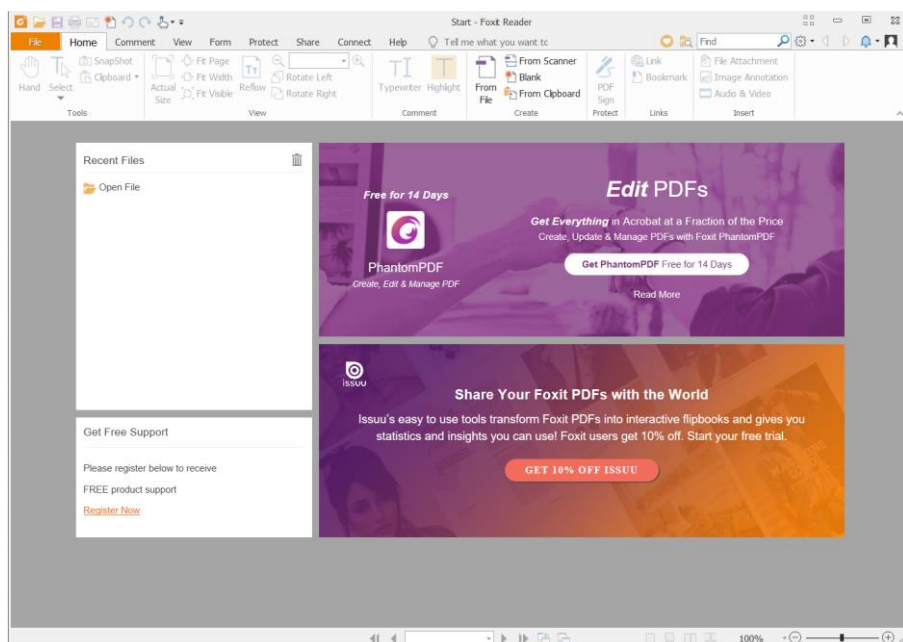 Start - Foxit Reader
File Home Comment View Form Protect Share Connect Help Tell me what you want to Find
Hand
Select
SnapShot
Clipboard
Tools
Actual
Size
Fit Page
Fit Width
Fit Visible
Reflow
Rotate Left
Rotate Right
View
Typewriter
Highlight
Comment
From
File
From Scanner
Blank
From Clipboard
Create
PDF
Sign
Protect
Link
Bookmark
Links
File Attachment
Image Annotation
Audio & Video
Insert
Recent Files
Open File
Free for 14 Days
PhantomPDF
Create, Edit & Manage PDF
Edit PDFs
Get Everything in Acrobat at a Fraction of the Price
Create, Update & Manage PDFs with Foxit PhantomPDF
Get PhantomPDF Free for 14 Days
Read More
issuu
Share Your Foxit PDFs with the World
Issuu's easy to use tools transform Foxit PDFs into interactive flipbooks and gives you
statistics and insights you can use! Foxit users get 10% off. Start your free trial.
GET 10% OFF ISSUU
Get Free Support
Please register below to receive
FREE product support
Register Now
100%